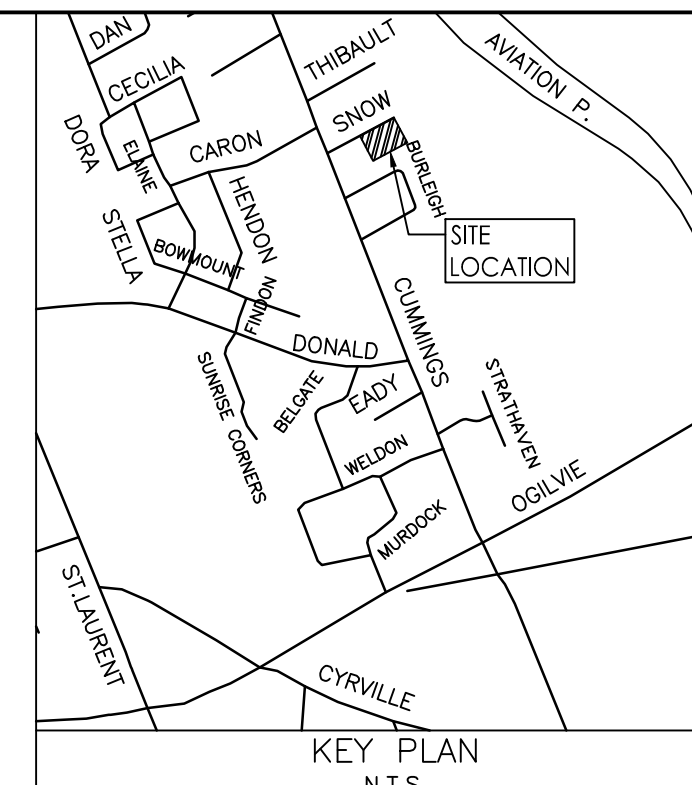 DAN
THIBAULT
AVIATION P.
CECILIA
SNOW
DORA
ELAINE
CARON
BURLEIGH
HENDON
STELLA
SITE
LOCATION
BOWMOUNT
FINDON
CUMMINGS
DONALD
SUNRISE CORNERS
BELGATE
EADY
STRATHAVEN
WELDON
OGILVIE
MURDOCK
ST.LAURENT
CYRVILLE
KEY PLAN
N.T.S.